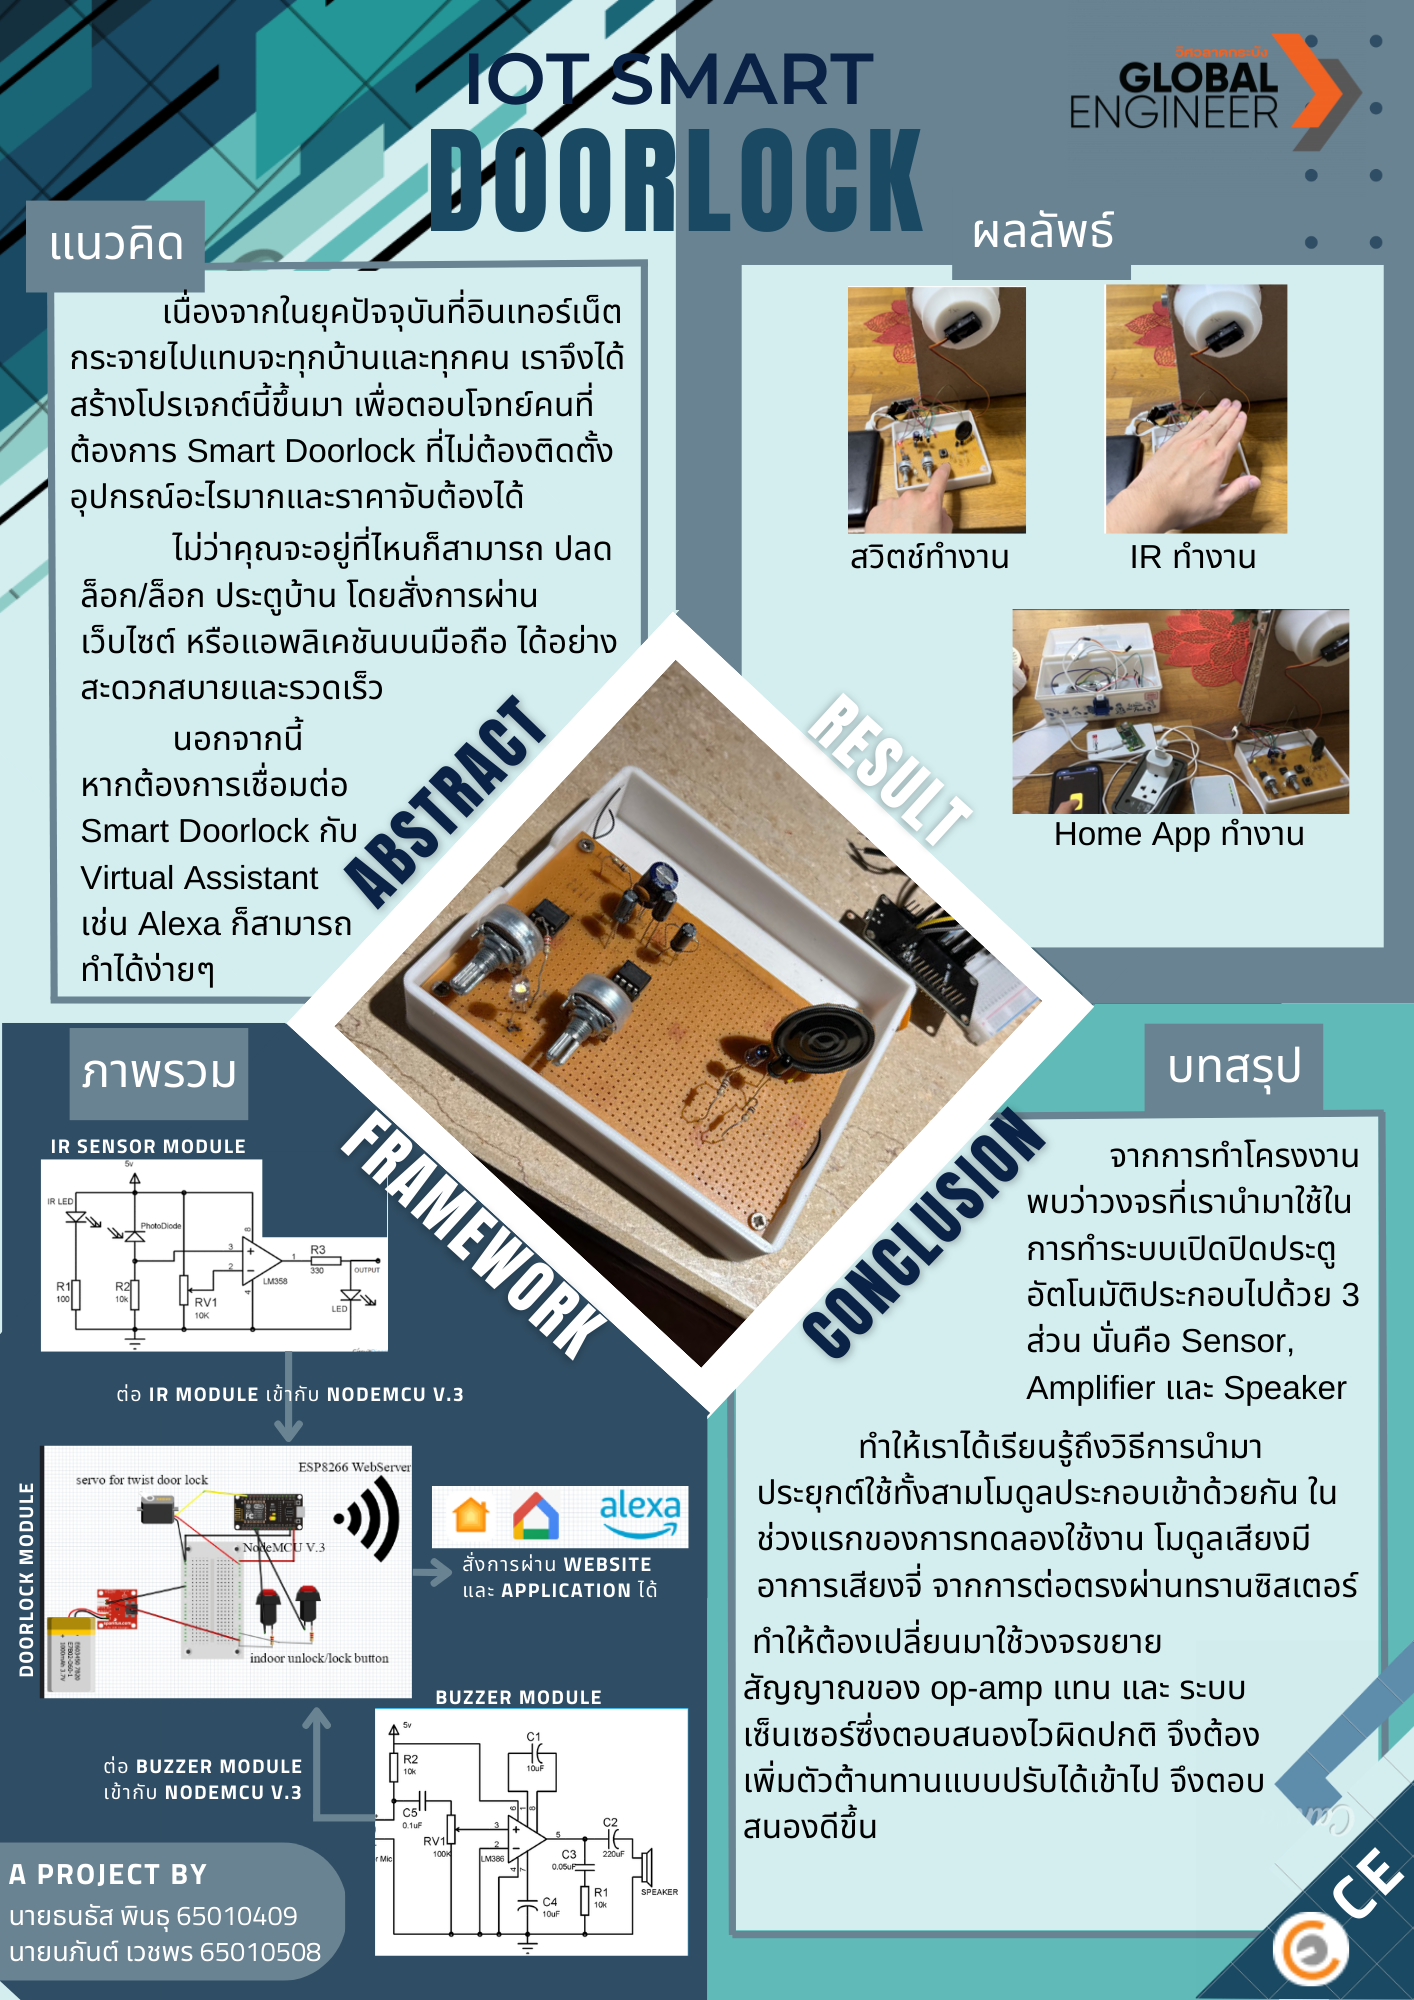 IOT SMART
DOORLOCK
วิศวลาดกระบัง
GLOBAL
ENGINEER
แนวคิด
เนื่องจากในยุคปัจจุบันที่อินเทอร์เน็ต
กระจายไปแทบจะทุกบ้านและทุกคน เราจึงได้
สร้างโปรเจกต์นี้ขึ้นมา เพื่อตอบโจทย์คนที่
ต้องการ Smart Doorlock ที่ไม่ต้องติดตั้ง
อุปกรณ์อะไรมากและราคาจับต้องได้
ไม่ว่าคุณจะอยู่ที่ไหนก็สามารถ ปลด
ล็อก/ล็อก ประตูบ้าน โดยสั่งการผ่าน
เว็บไซต์ หรือแอพลิเคชันบนมือถือ ได้อย่าง
สะดวกสบายและรวดเร็ว
นอกจากนี้
หากต้องการเชื่อมต่อ
Smart Doorlock กับ
Virtual Assistant
เช่น Alexa ก็สามารถ
ทำได้ง่ายๆ
ABSTRACT
ผลลัพธ์
สวิตช์ทำงาน
IR ทำงาน
Home App ทำงาน
RESULT
ภาพรวม
FRAMEWORK
IR SENSOR MODULE
5v
IR LED
PhotoDiode
R1
100
R2
10k
RV1
10K
8
3
2
1
4
LM358
R3
330
OUTPUT
LED
ต่อ IR MODULE เข้ากับ NODEMCU V.3
DOORLOCK MODULE
servo for twist door lock
ESP8266 WebServer
NodeMCU V.3
indoor unlock/lock button
alexa
สั่งการผ่าน WEBSITE
และ APPLICATION ได้
BUZZER MODULE
5v
R2
10k
C5
0.1uF
RV1
100K
r Mic
C1
10uF
6
1
8
3
2
5
4
7
LM386
C2
220uF
C3
0.05uF
C4
10uF
R1
10k
SPEAKER
ต่อ BUZZER MODULE
เข้ากับ NODEMCU V.3
A PROJECT BY
นายธนธัส พินธุ 65010409
นายนภันต์ เวชพร 65010508
บทสรุป
CONCLUSION
จากการทำโครงงาน
พบว่าวงจรที่เรานำมาใช้ใน
การทำระบบเปิดปิดประตู
อัตโนมัติประกอบไปด้วย 3
ส่วน นั่นคือ Sensor,
Amplifier และ Speaker
ทำให้เราได้เรียนรู้ถึงวิธีการนำมา
ประยุกต์ใช้ทั้งสามโมดูลประกอบเข้าด้วยกัน ใน
ช่วงแรกของการทดลองใช้งาน โมดูลเสียงมี
อาการเสียงจี่ จากการต่อตรงผ่านทรานซิสเตอร์
ทำให้ต้องเปลี่ยนมาใช้วงจรขยาย
สัญญาณของ op-amp แทน และ ระบบ
เซ็นเซอร์ซึ่งตอบสนองไวผิดปกติ จึงต้อง
เพิ่มตัวต้านทานแบบปรับได้เข้าไป จึงตอบ
สนองดีขึ้น
CE